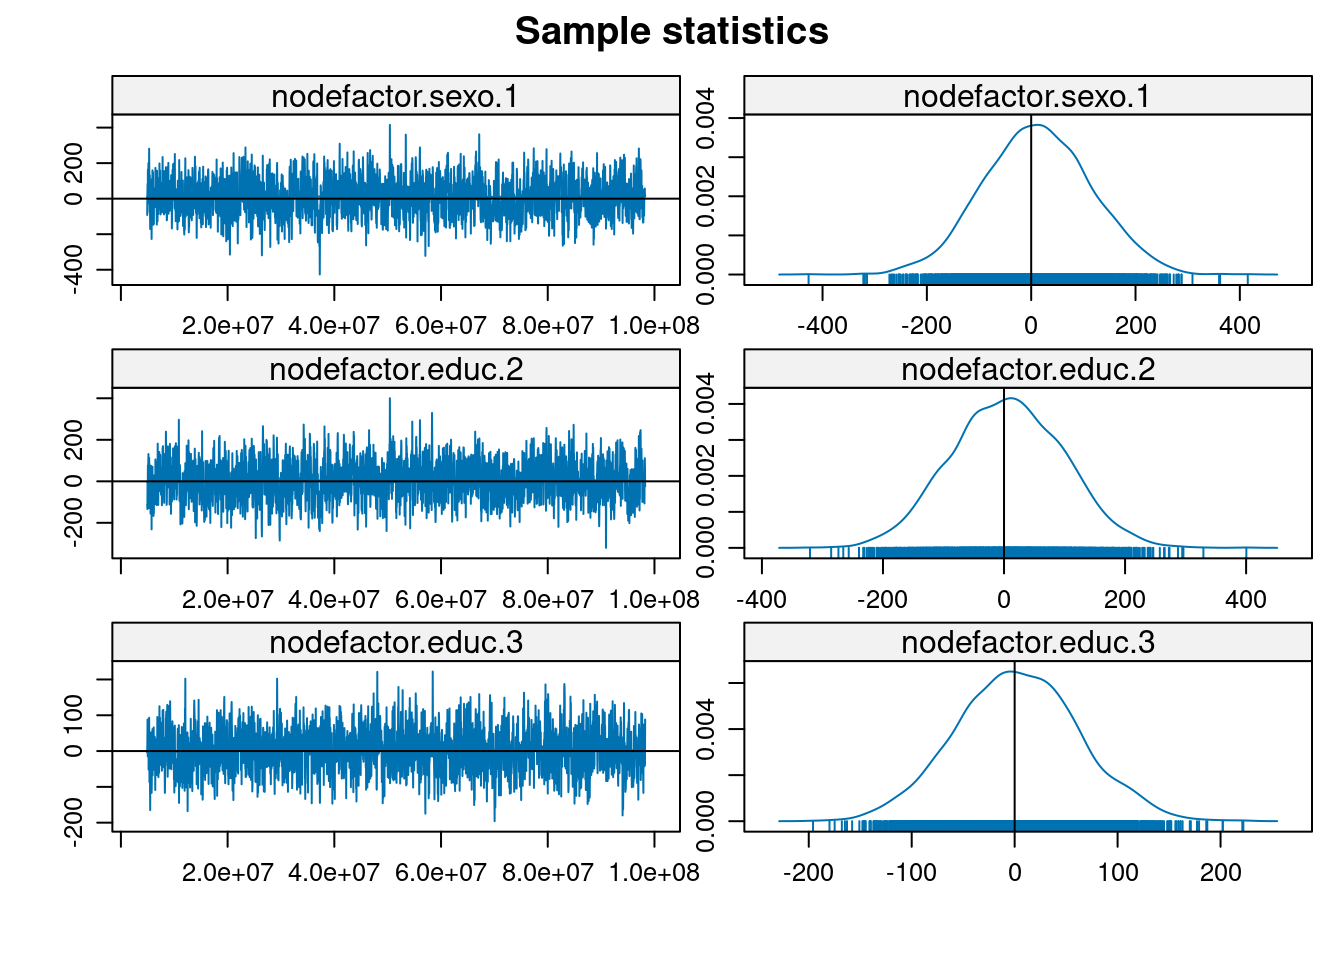 Sample statistics
nodefactor.sexo.1
-400 0 200
2.0e+07 4.0e+07 6.0e+07 8.0e+07 1.0e+08
nodefactor.sexo.1
0.000 0.002 0.004
-400 -200 0 200 400
nodefactor.educ.2
-200 0 200
2.0e+07 4.0e+07 6.0e+07 8.0e+07 1.0e+08
nodefactor.educ.2
0.000 0.002 0.004
-400 -200 0 200 400
nodefactor.educ.3
-200 0 100
2.0e+07 4.0e+07 6.0e+07 8.0e+07 1.0e+08
nodefactor.educ.3
0.000 0.004
-200 -100 0 100 200